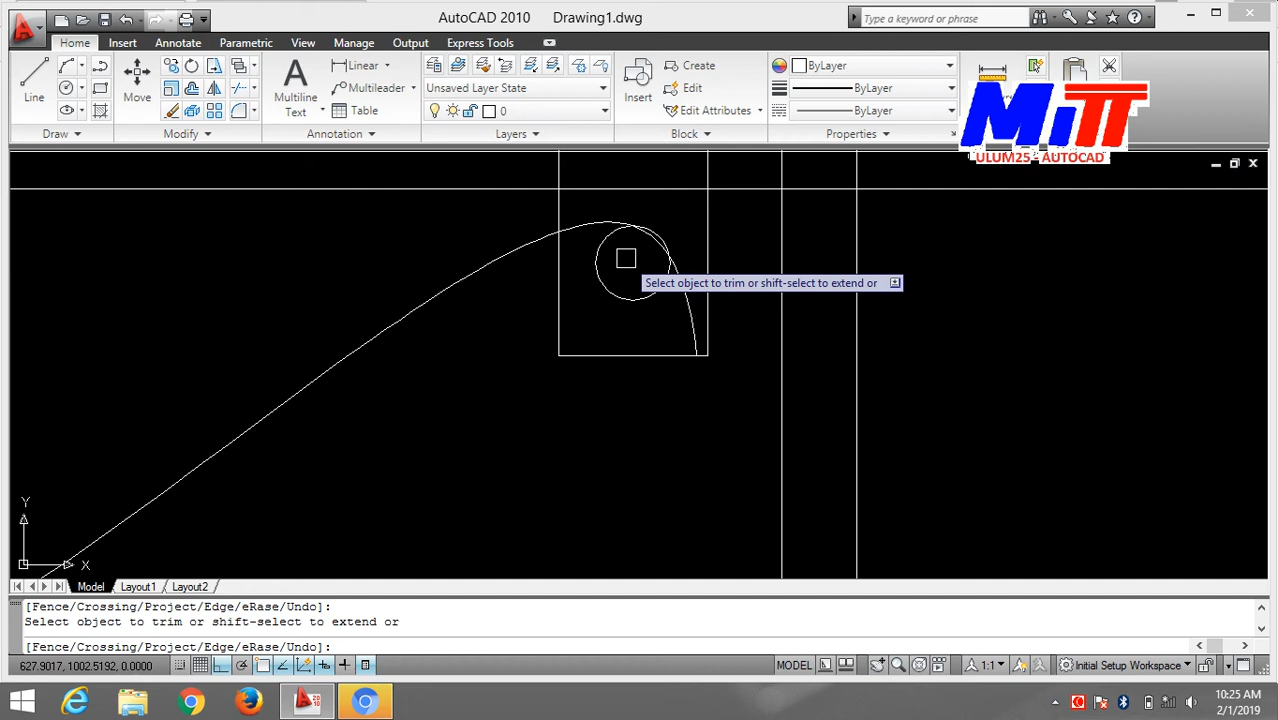 AutoCAD 2010 Drawing1.dwg
Type a keyword or phrase
Home Insert Annotate Parametric View Manage Output Express Tools
Line
Move
Multiline
Text
Linear
Multileader
Table
Unsaved Layer State
0
Insert
Create
Edit
Edit Attributes
ByLayer
ByLayer
ByLayer
Draw Modify Annotation Layers Block Properties
MiTT
ULUM25 - AUTOCAD
Select object to trim or shift-select to extend or
Y
X
Model Layout1 Layout2
[Fence/Crossing/Project/Edge/eRase/Undo]:
Select object to trim or shift-select to extend or
[Fence/Crossing/Project/Edge/eRase/Undo]:
627.9017, 1002.5192, 0.0000
MODEL
1:1
Initial Setup Workspace
10:25 AM
2/1/2019